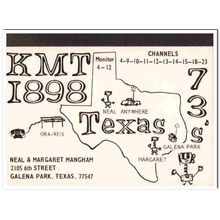 KMT
1898
Monitor
4-12
CHANNELS
4-9-10-11-12-13-14-15-18-23
73's
NEAL ANYWHERE
OR4-9315
Texas
GALENA PARK
MARGARET
NEAL & MARGARET MANGHAM
2105 6th STREET
GALENA PARK, TEXAS, 77547